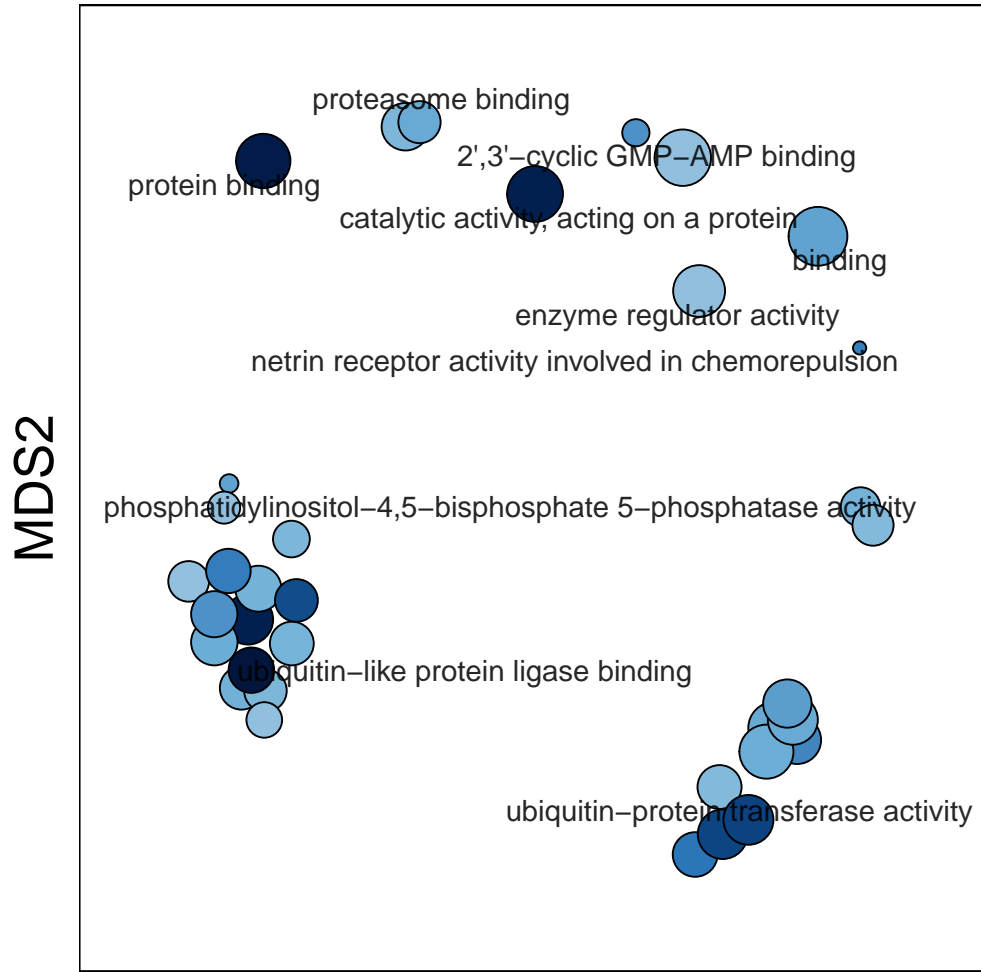 proteasome binding
2',3'−cyclic GMP−AMP binding
protein binding
catalytic activity, acting on a protein
binding
enzyme regulator activity
netrin receptor activity involved in chemorepulsion
MDS2
phosphatidylinositol−4,5−bisphosphate 5−phosphatase activity
ubiquitin−like protein ligase binding
ubiquitin−protein transferase activity